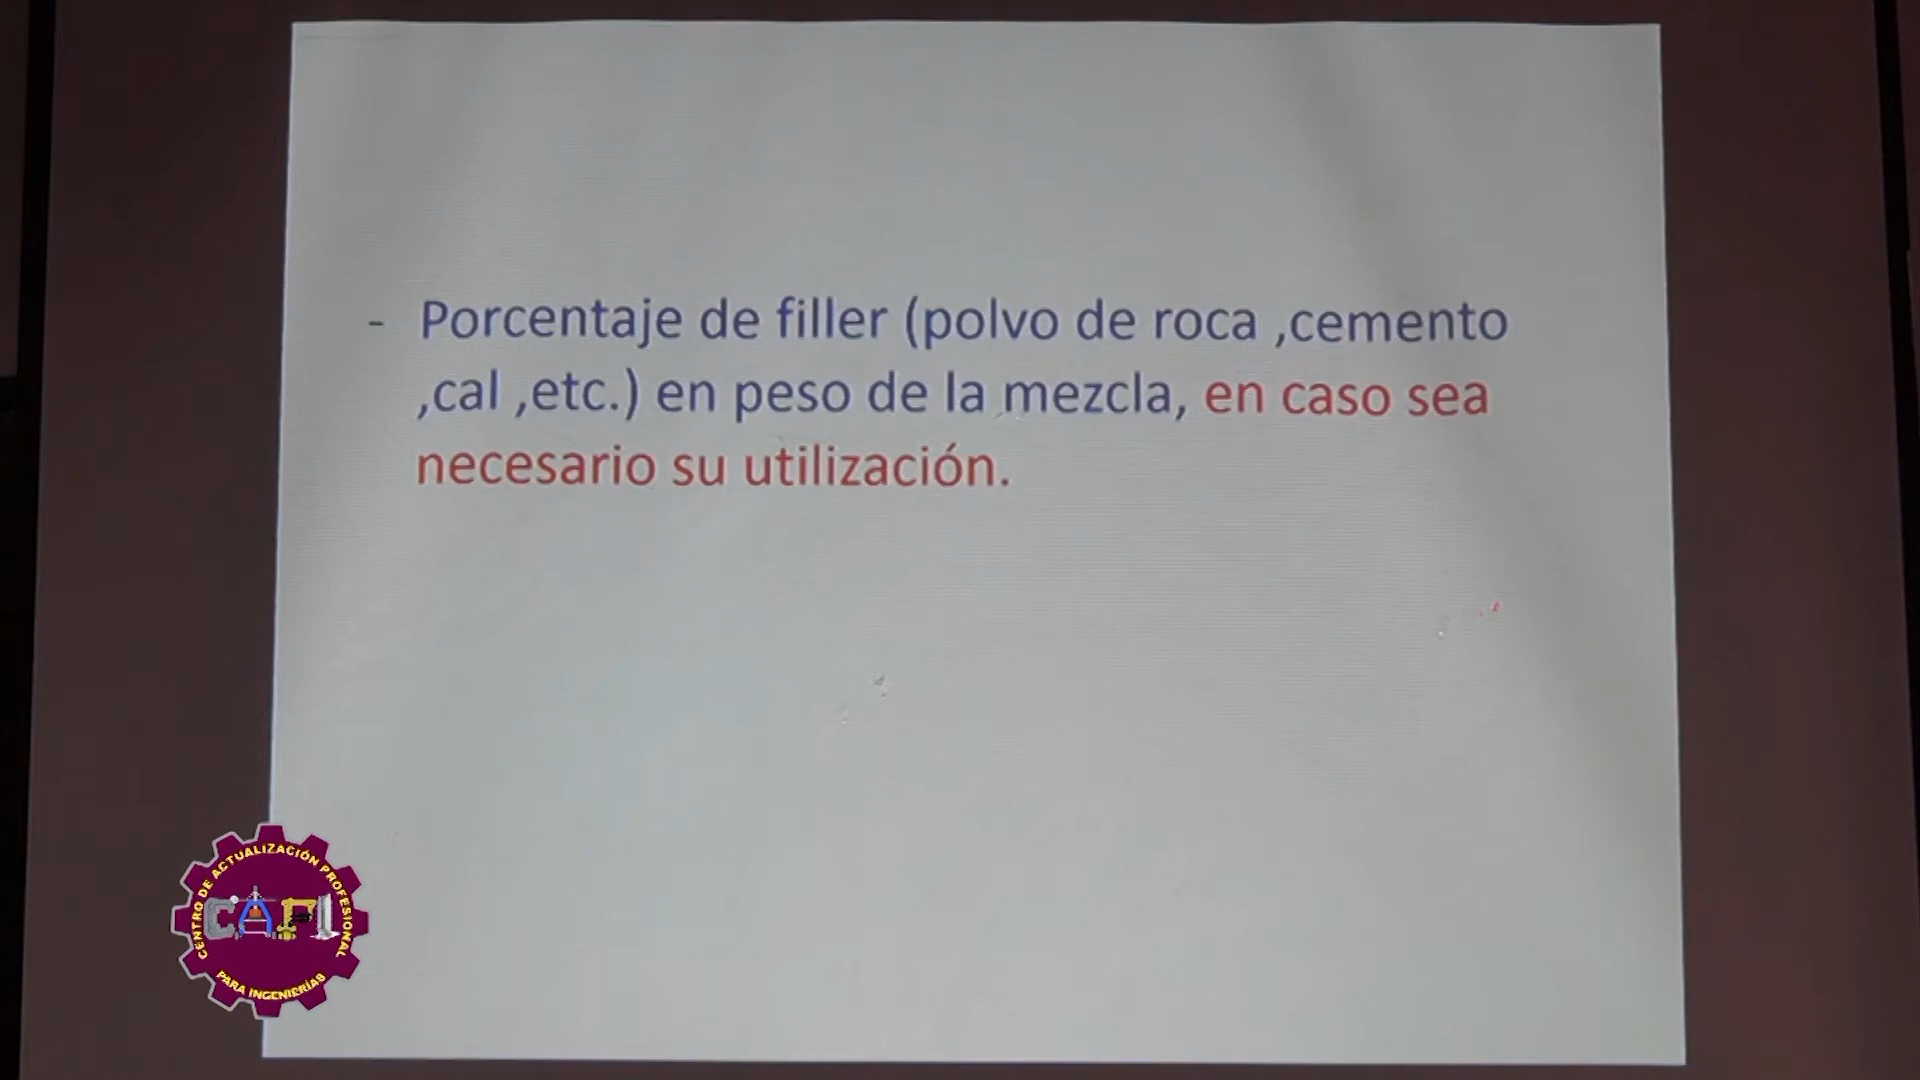 - Porcentaje de filler (polvo de roca ,cemento
,cal ,etc.) en peso de la mezcla, en caso sea
necesario su utilización.
CENTRO DE ACTUALIZACIÓN PROFESIONAL
CAPI
PARA INGENIERÍAS